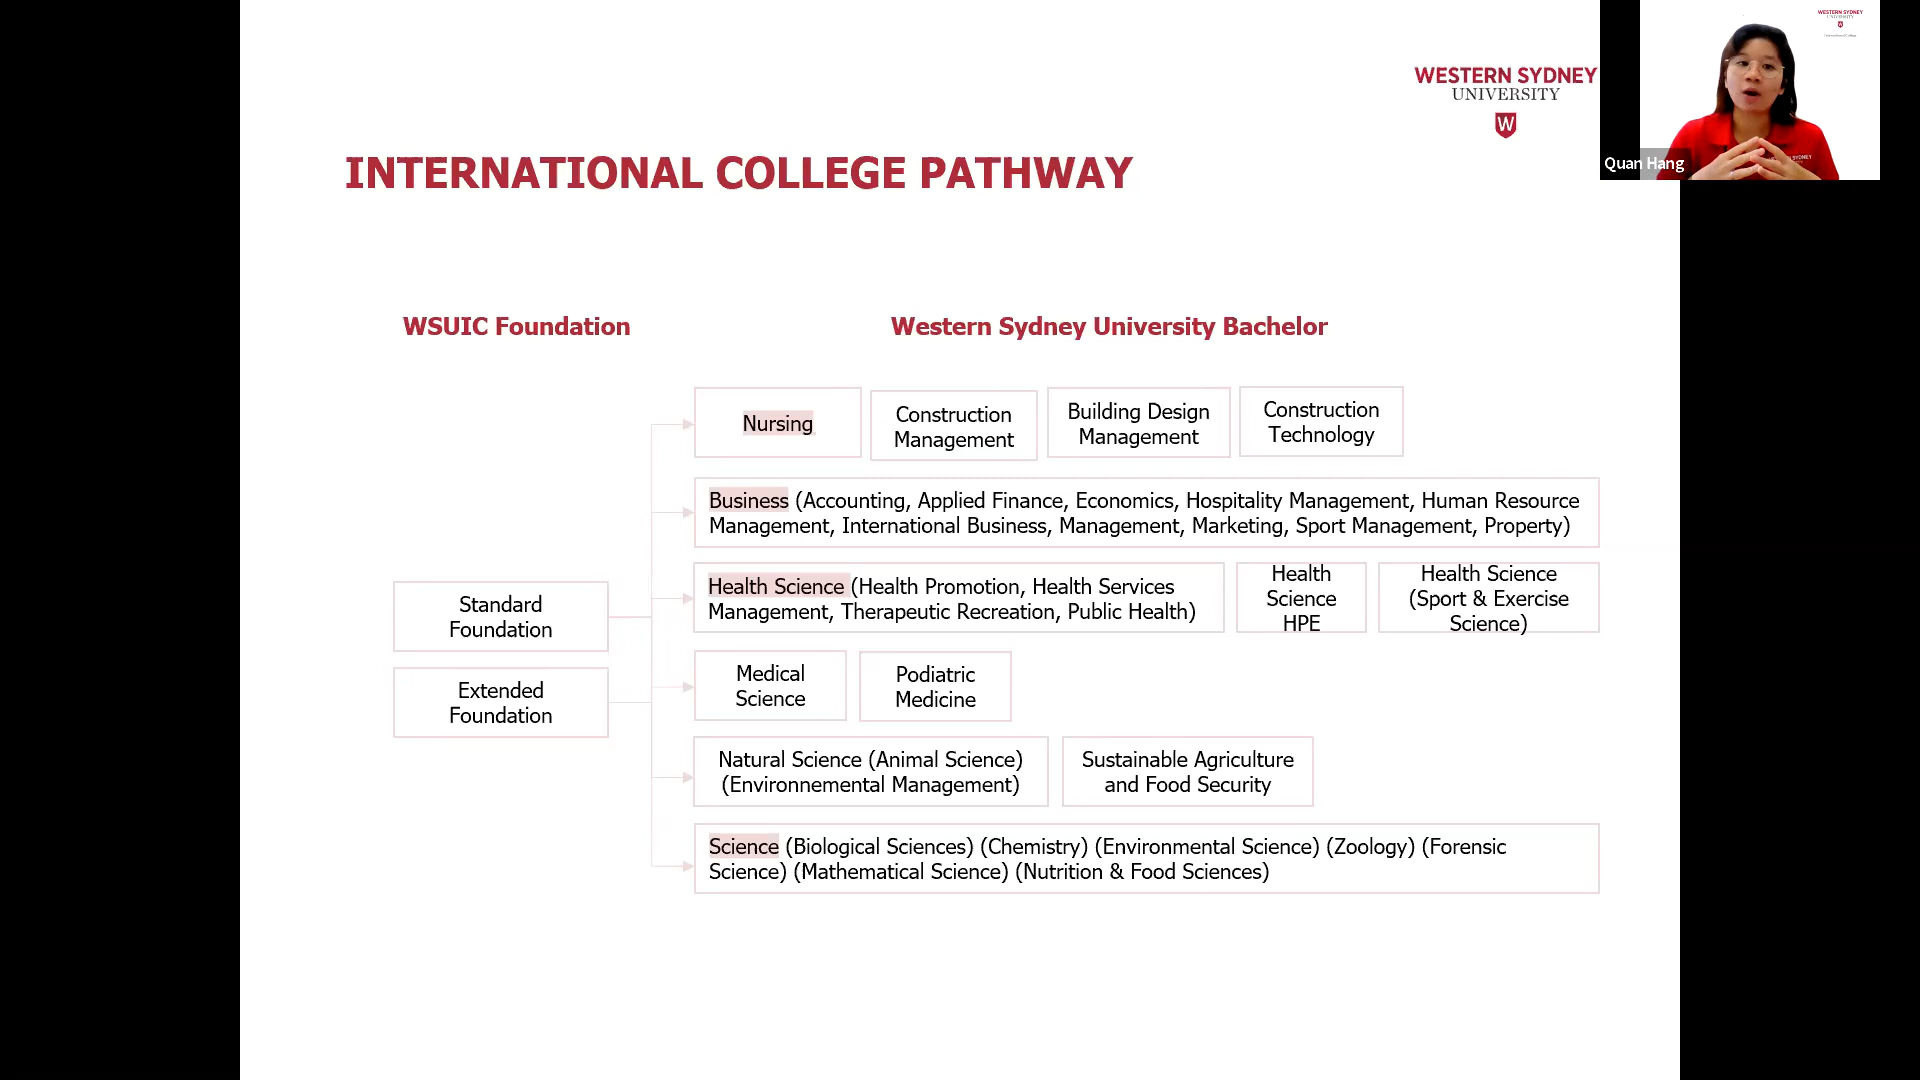 WESTERN SYDNEY
UNIVERSITY
W
WESTERN SYDNEY
UNIVERSITY
W
Quan Hang
INTERNATIONAL COLLEGE PATHWAY
WSUIC Foundation
Western Sydney University Bachelor
Nursing
Construction
Management
Building Design
Management
Construction
Technology
Business (Accounting, Applied Finance, Economics, Hospitality Management, Human Resource
Management, International Business, Management, Marketing, Sport Management, Property)
Standard
Foundation
Extended
Foundation
Health Science (Health Promotion, Health Services
Management, Therapeutic Recreation, Public Health)
Health
Science
HPE
Health Science
(Sport & Exercise
Science)
Medical
Science
Podiatric
Medicine
Natural Science (Animal Science)
(Environnemental Management)
Sustainable Agriculture
and Food Security
Science (Biological Sciences) (Chemistry) (Environmental Science) (Zoology) (Forensic
Science) (Mathematical Science) (Nutrition & Food Sciences)